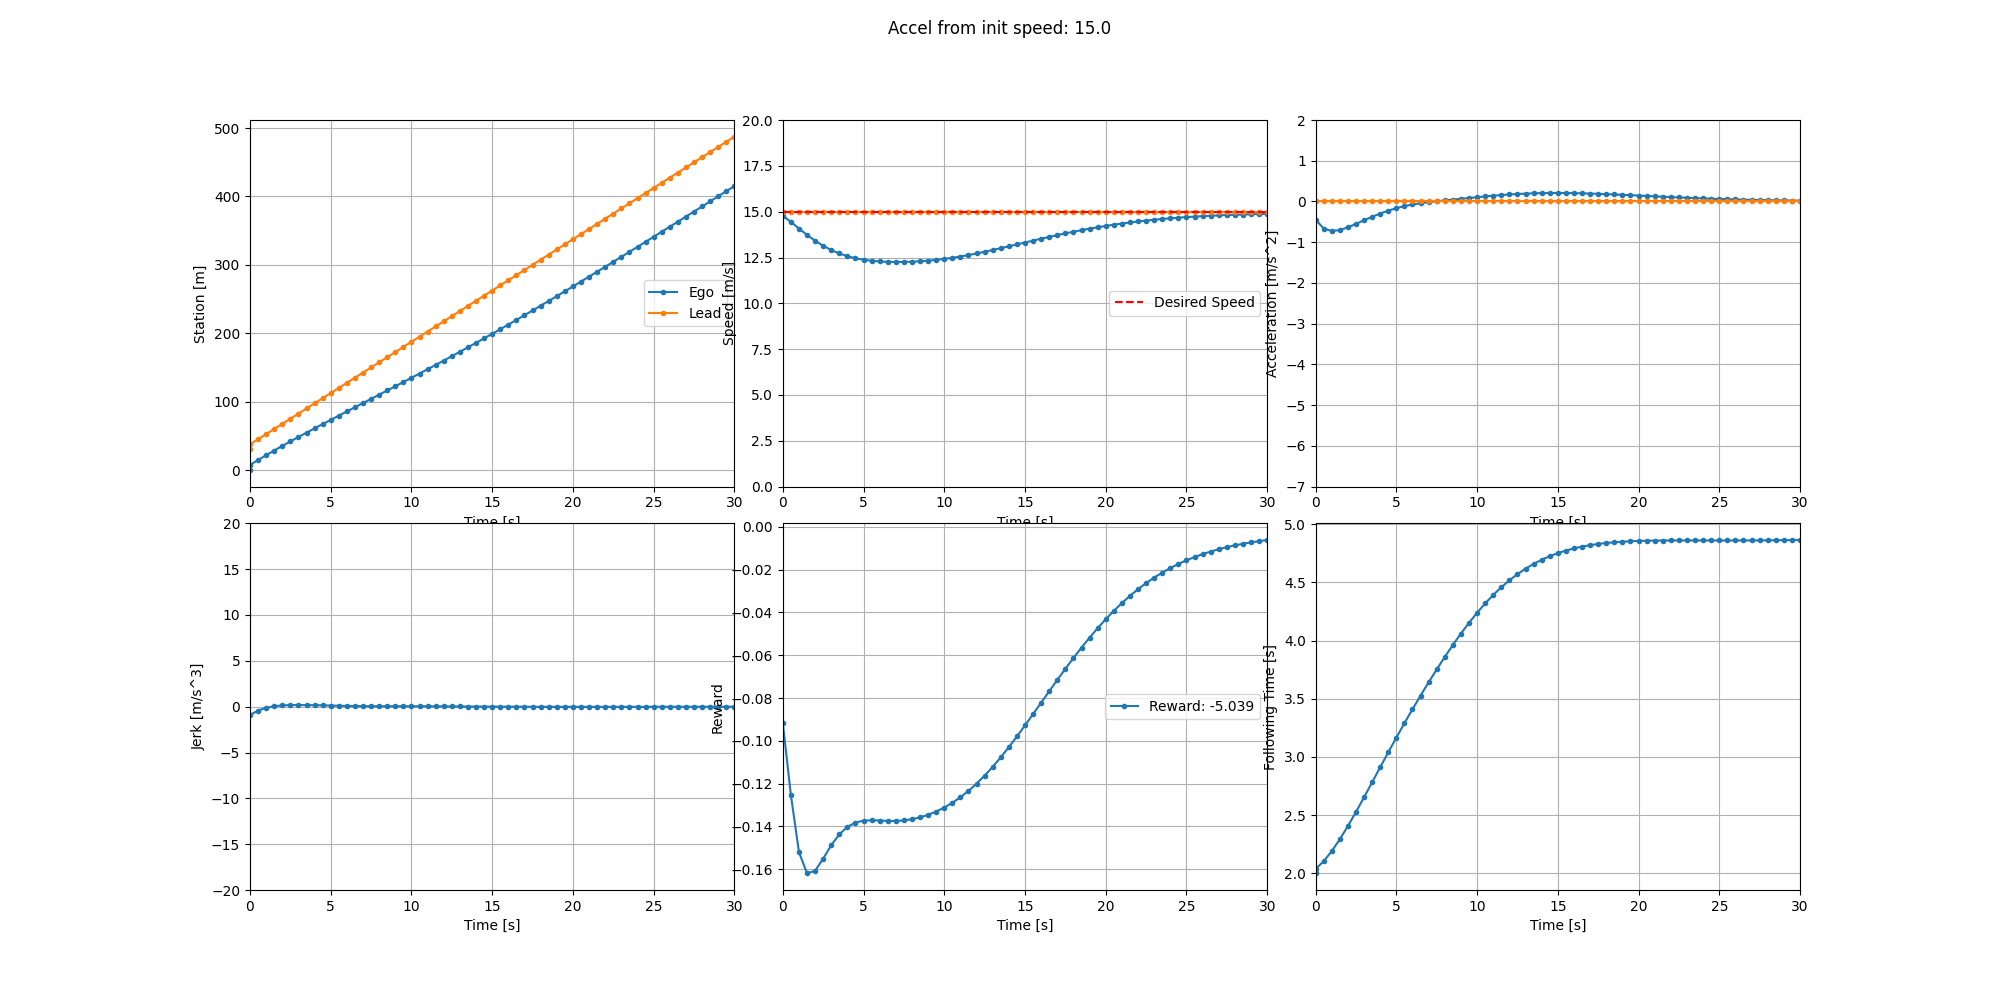 Accel from init speed: 15.0
500
400
300
200
100
0
Station [m]
Ego
Lead
0 5 10 15 20 25 30
Time [s]
20.0
17.5
15.0
12.5
10.0
7.5
5.0
2.5
0.0
Speed [m/s]
Desired Speed
0 5 10 15 20 25 30
Time [s]
2
1
0
−1
−2
−3
−4
−5
−6
−7
Acceleration [m/s^2]
0 5 10 15 20 25 30
Time [s]
20
15
10
5
0
−5
−10
−15
−20
Jerk [m/s^3]
0 5 10 15 20 25 30
Time [s]
0.00
−0.02
−0.04
−0.06
−0.08
−0.10
−0.12
−0.14
−0.16
Reward
Reward: -5.039
0 5 10 15 20 25 30
Time [s]
5.0
4.5
4.0
3.5
3.0
2.5
2.0
Following Time [s]
0 5 10 15 20 25 30
Time [s]